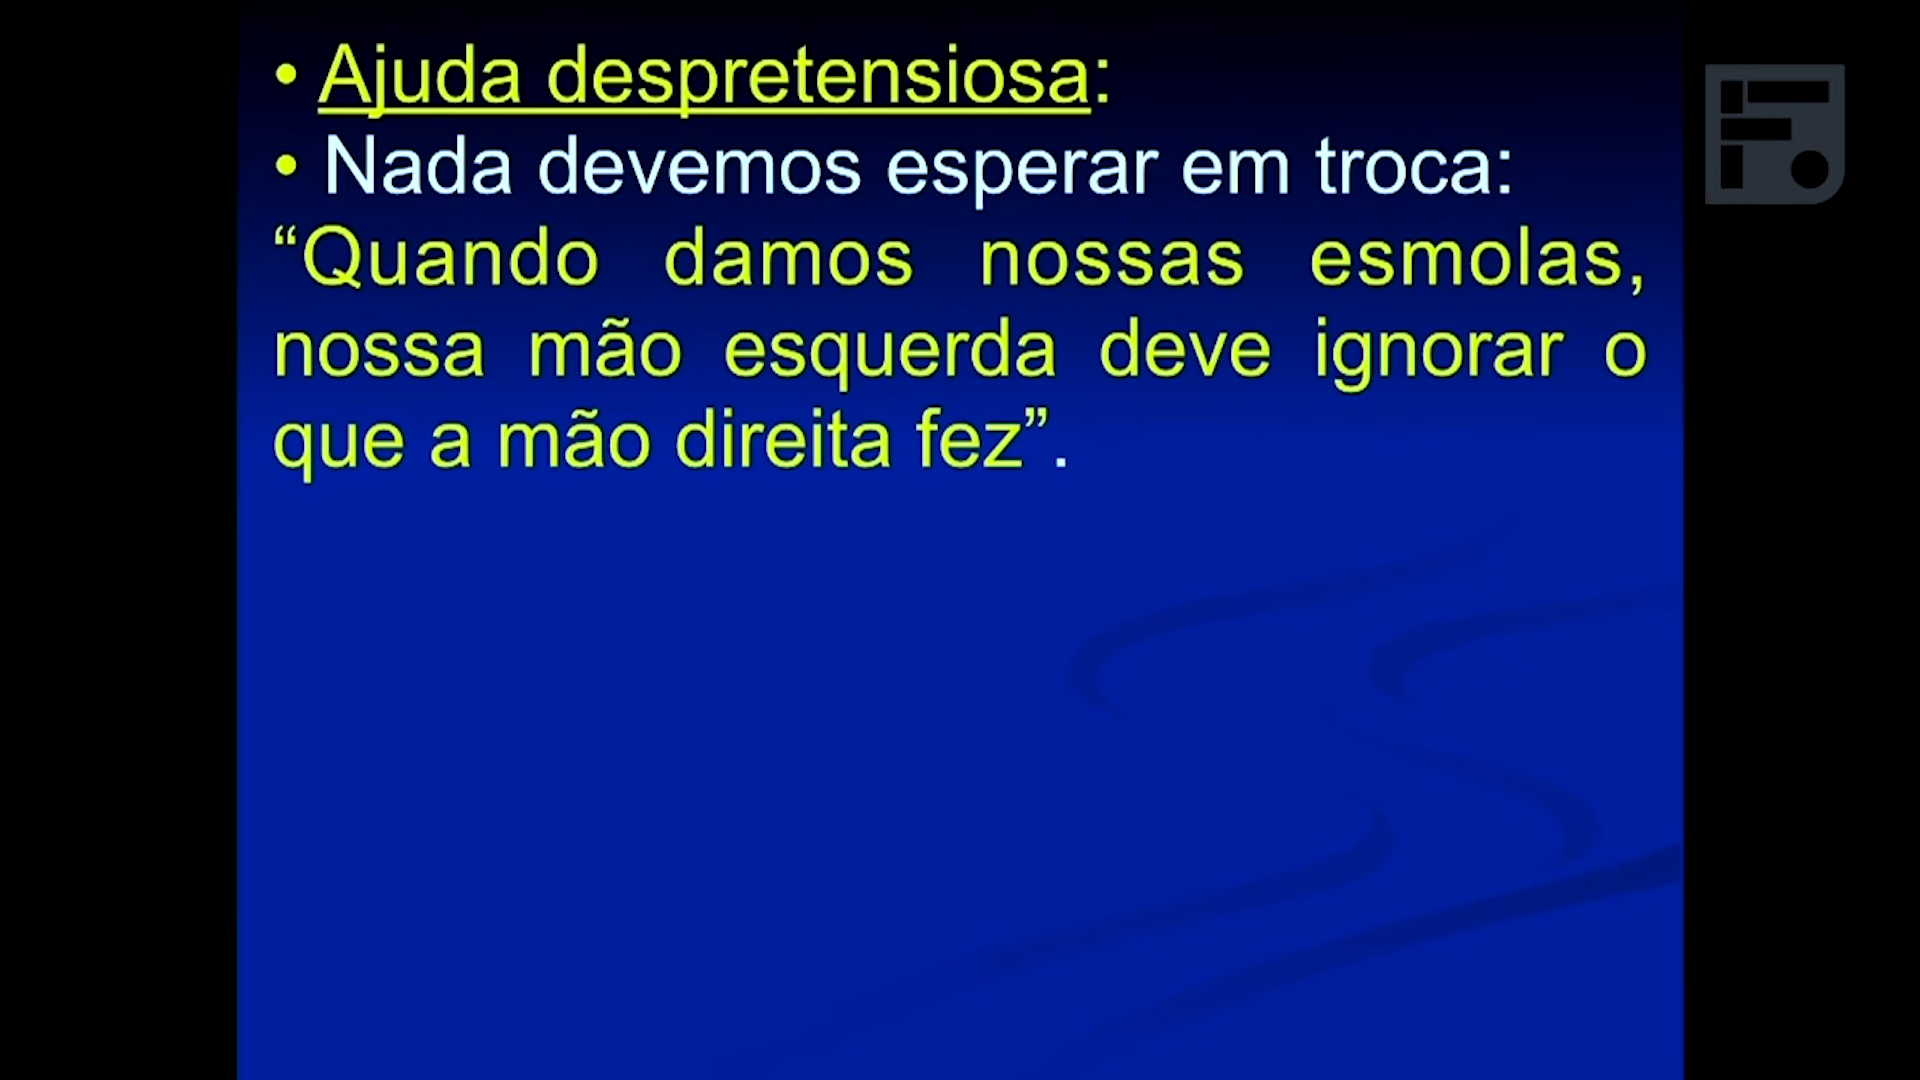 • Ajuda despretensiosa:
• Nada devemos esperar em troca:
“Quando damos nossas esmolas,
nossa mão esquerda deve ignorar o
que a mão direita fez”.